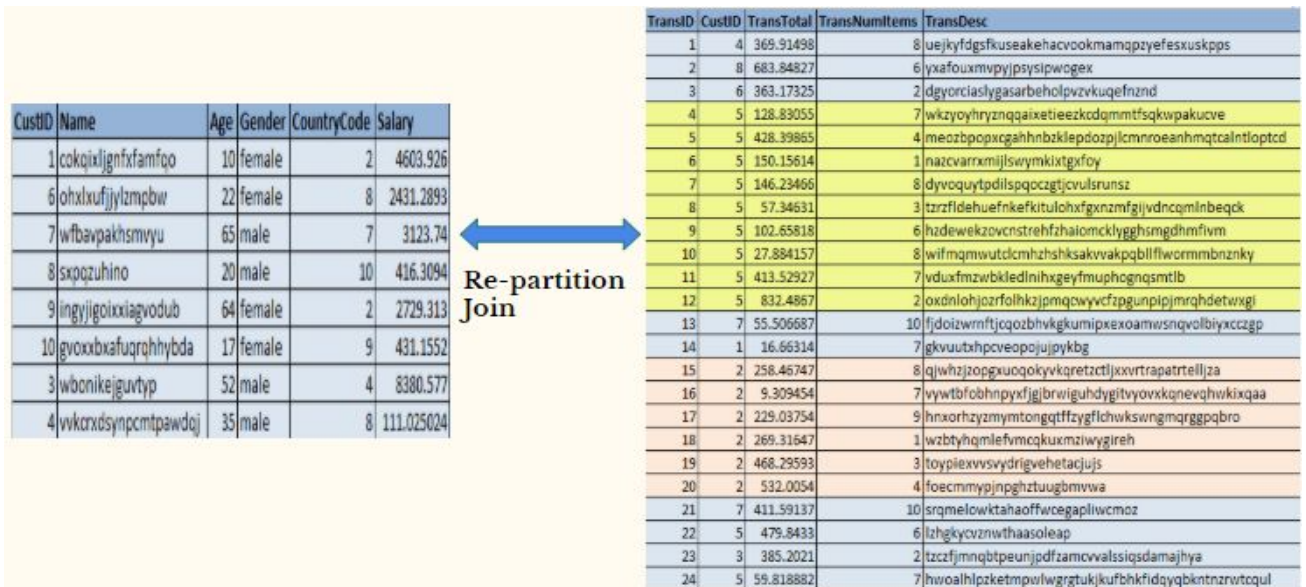 CustID Name Age Gender CountryCode Salary
1 cokqixljgnfxfamfqo 10 female 2 4603.926
6 ohxlxufjjylzmpbw 22 female 8 2431.2893
7 wfbavpakhsmvyu 65 male 7 3123.74
8 sxpqzuhino 20 male 10 416.3094
9 ingyjigoixxiagvodub 64 female 2 2729.313
10 gvoxxbxafuqrqhhybda 17 female 9 431.1552
3 wbonikejguvtyp 52 male 4 8380.577
4 vvkcrxdsynpcmtpawdqj 35 male 8 111.025024
Re-partition
Join
TransID CustID TransTotal TransNumItems TransDesc
1 4 369.91498 8 uejkyfdgsfkuseakehacvookmamqpzyefesxuskpps
2 8 683.84827 6 yxafouxmvpyjpsysipwogex
3 6 363.17325 2 dgyorciaslygasarbeholpvzvkuqefnznd
4 5 128.83055 7 wkzyoyhryznqqaixetieezkcdqmmtfsqkwpakucve
5 5 428.39865 4 meozbpopxcgahhnbzklepdozpjlcmnroeanhmqtcalntloptcd
6 5 150.15614 1 nazcvarrxmijlswymkixtgxfoy
7 5 146.23466 8 dyvoquytpdilspqoczgtjcvulsrunsz
8 5 57.34631 3 tzrzfldehuefnkefkitulohxfgxnzmfgijvdncqmlnbeqck
9 5 102.65818 6 hzdewekzovcnstrehfzhaiomcklygghsmgdhmfivm
10 5 27.884157 8 wifmqmwutclcmhzhshksakvvakpqbllflwormmbnznky
11 5 413.52927 7 vduxfmzwbkledlnihxgeyfmuphognqsmtlb
12 5 832.4867 2 oxdnlohjozrfolhkzjpmqcwyvcfzpgunpipjmrqhdetwxgi
13 7 55.506687 10 fjdoizwrnftjcqozbhvkgkumipxexoamwsnqvolbiyxcczgp
14 1 16.66314 7 gkvuutxhpcveopojujpykbg
15 2 258.46747 8 qjwhzjzopgxuoqokyvkqretzctljxxvrtrapatrtelljza
16 2 9.309454 7 vywtbfobhnpyxfjgjbrwiguhdygitvyovxkqnevqhwkixqaa
17 2 229.03754 9 hnxorhzyzmymtongqtffzygflchwkswngmqrggpqbro
18 2 269.31647 1 wzbtyhqmlefvmcqkuxmziwygireh
19 2 468.29593 3 toypiexvvsvydrigvehetacjujs
20 2 532.0054 4 foecmmypjnpghztuugbmvwa
21 7 411.59137 10 srqmelowktahaoffwcegapliwcmoz
22 5 479.8433 6 lzhgkycvznwthaasoleap
23 3 385.2021 2 tzczfjmnqbtpeunjpdfzamcvvalssiqsdamajhya
24 5 59.818882 7 hwoalhlpzketmpwlwgrgtukjkufbhkfidqyqbkntnzrwtcqul